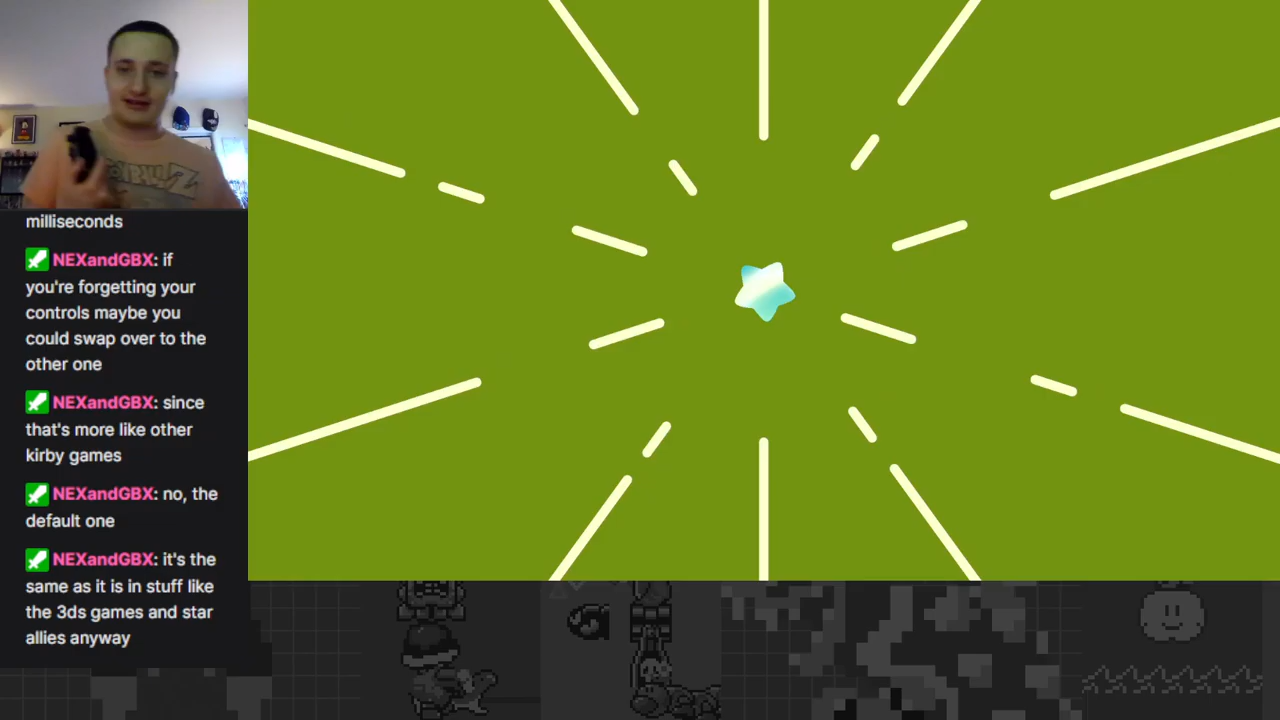 milliseconds
NEXandGBX: if
you're forgetting your
controls maybe you
could swap over to the
other one
NEXandGBX: since
that's more like other
kirby games
NEXandGBX: no, the
default one
NEXandGBX: it's the
same as it is in stuff like
the 3ds games and star
allies anyway